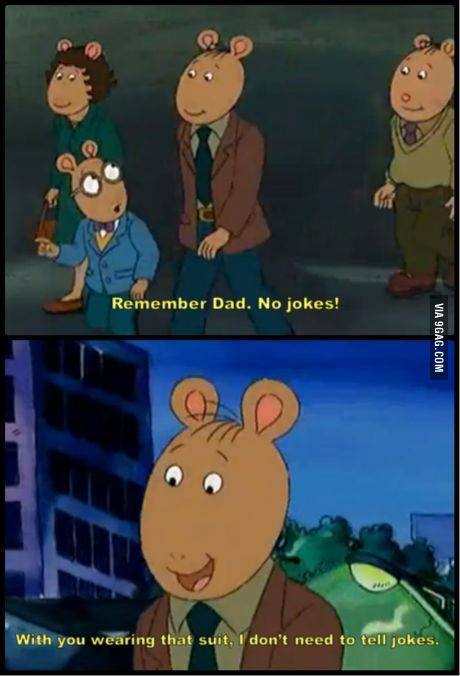 Remember Dad. No jokes!
VIA 9GAG.COM
With you wearing that suit, I don't need to tell jokes.